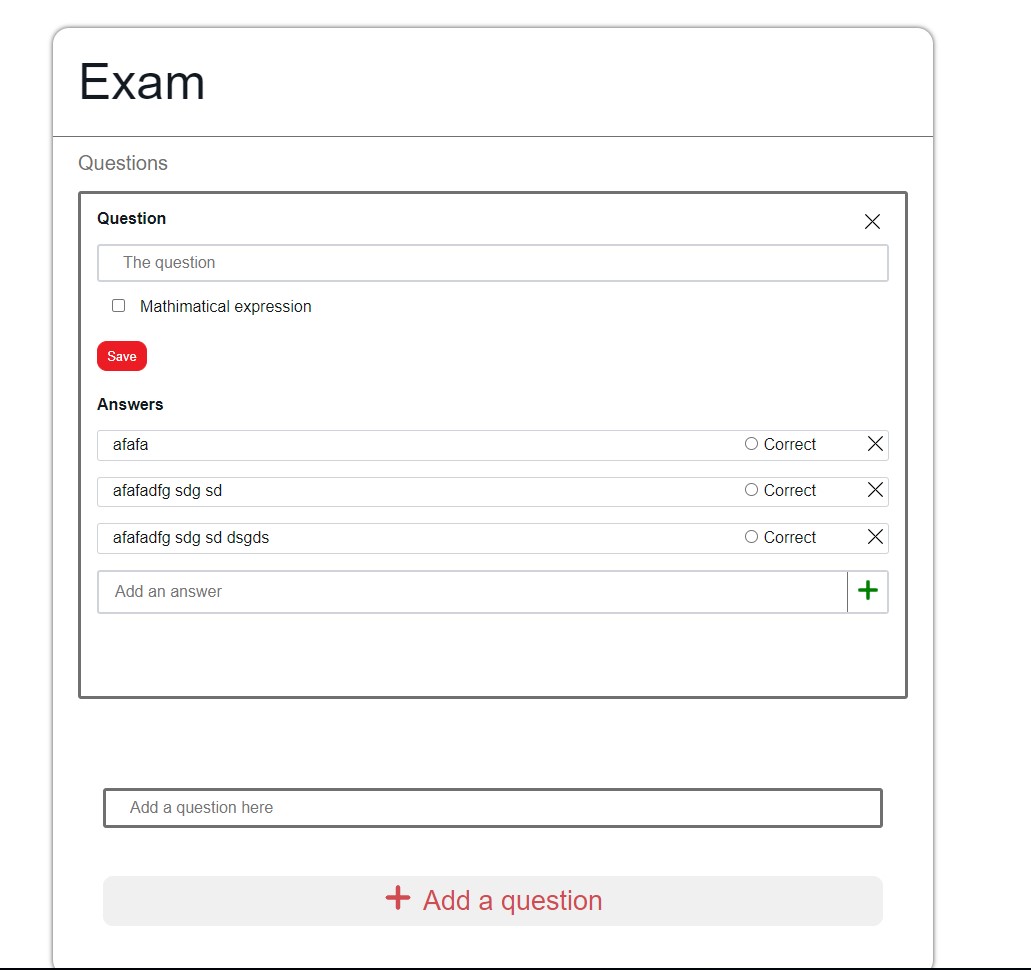 Exam
Questions
Question
The question
Mathimatical expression
Save
Answers
afafa Correct
afafadfg sdg sd Correct
afafadfg sdg sd dsgds Correct
Add an answer
Add a question here
Add a question